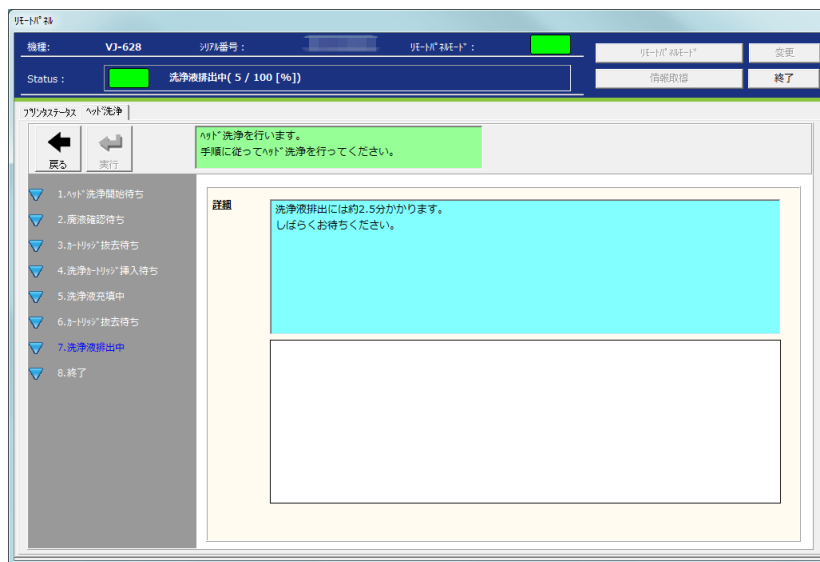 ﾘﾓｰﾄﾊﾟﾈﾙ
機種: VJ-628 ｼﾘｱﾙ番号： ﾘﾓｰﾄﾊﾟﾈﾙﾓｰﾄﾞ： ﾘﾓｰﾄﾊﾟﾈﾙﾓｰﾄﾞ 変更
Status： 洗浄液排出中( 5 / 100 [%]) 情報取得 終了
ﾌﾟﾘﾝﾀｽﾃｰﾀｽ ﾍｯﾄﾞ洗浄
戻る 実行
ﾍｯﾄﾞ洗浄を行います。
手順に従ってﾍｯﾄﾞ洗浄を行ってください。
1.ﾍｯﾄﾞ洗浄開始待ち
2.廃液確認待ち
3.ｶｰﾄﾘｯｼﾞ抜去待ち
4.洗浄ｶｰﾄﾘｯｼﾞ挿入待ち
5.洗浄液充填中
6.ｶｰﾄﾘｯｼﾞ抜去待ち
7.洗浄液排出中
8.終了
詳細
洗浄液排出には約2.5分かかります。
しばらくお待ちください。